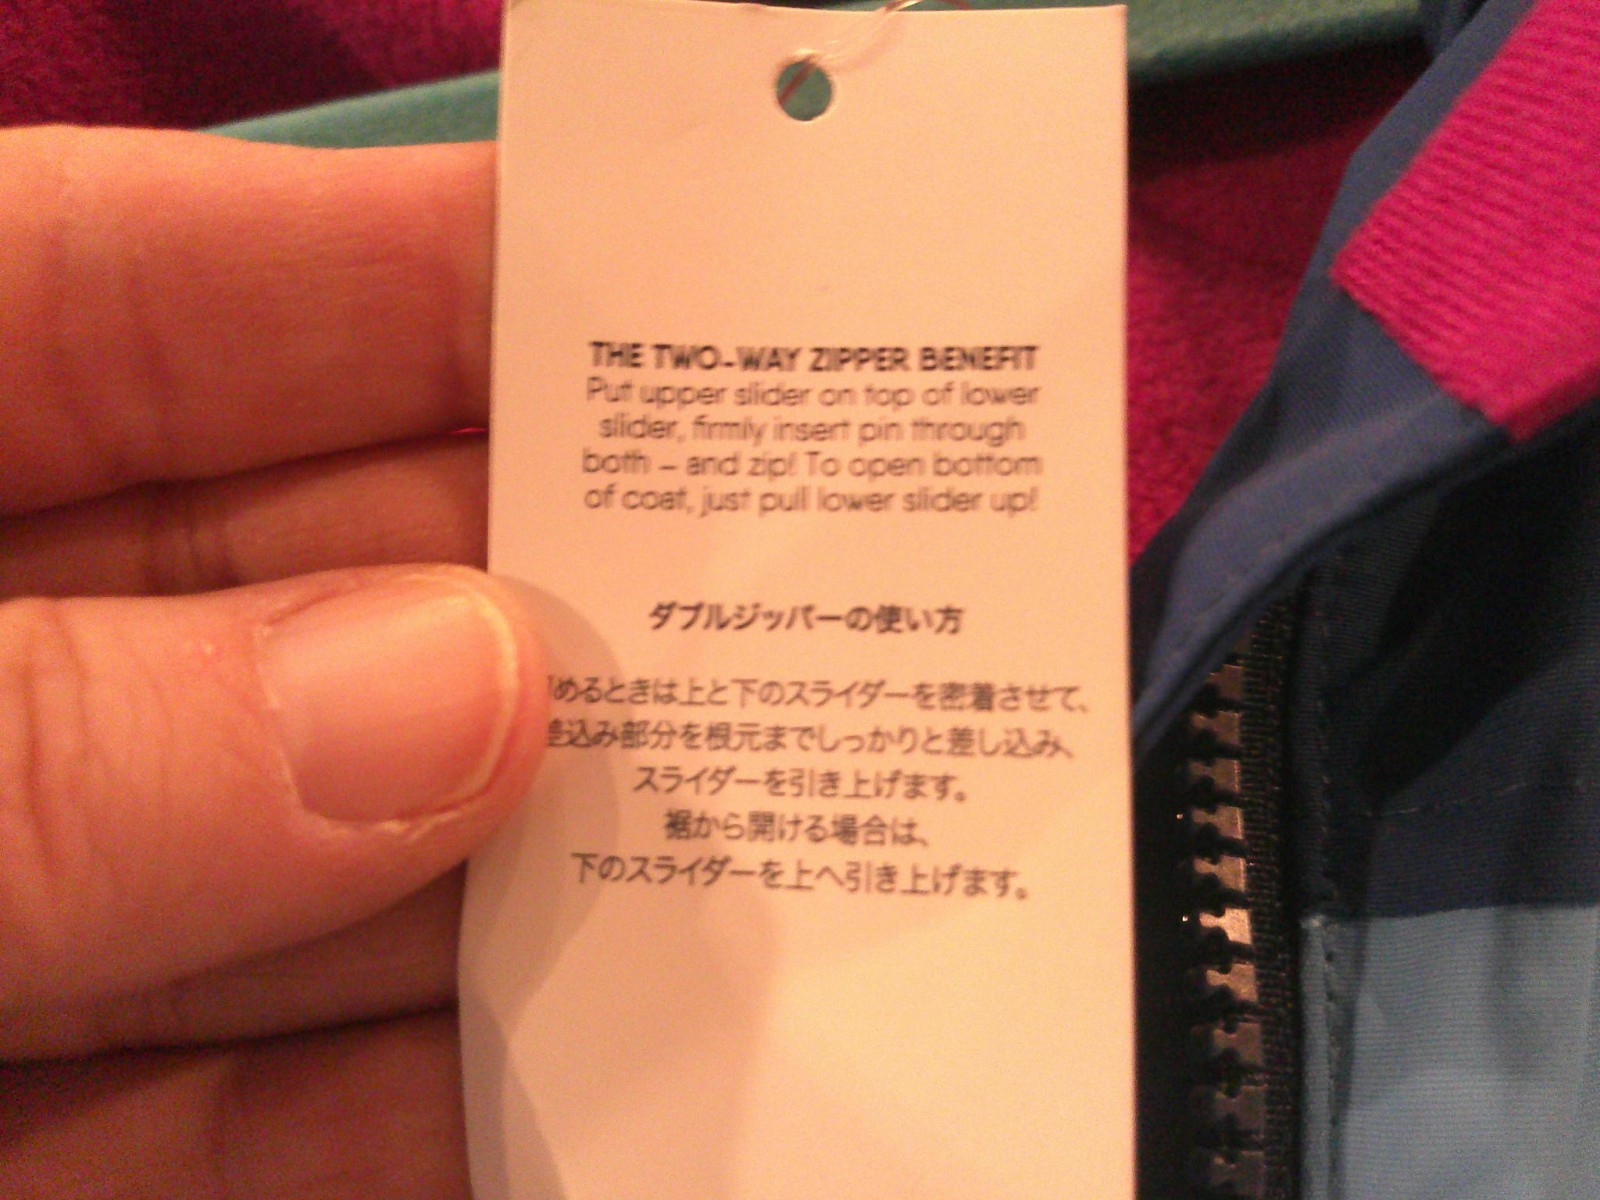 THE TWO-WAY ZIPPER BENEFIT
Put upper slider on top of lower
slider, firmly insert pin through
both – and zip! To open bottom
of coat, just pull lower slider up!
ダブルジッパーの使い方
めるときは上と下のスライダーを密着させて、
差込み部分を根元までしっかりと差し込み、
スライダーを引き上げます。
裾から開ける場合は、
下のスライダーを上へ引き上げます。